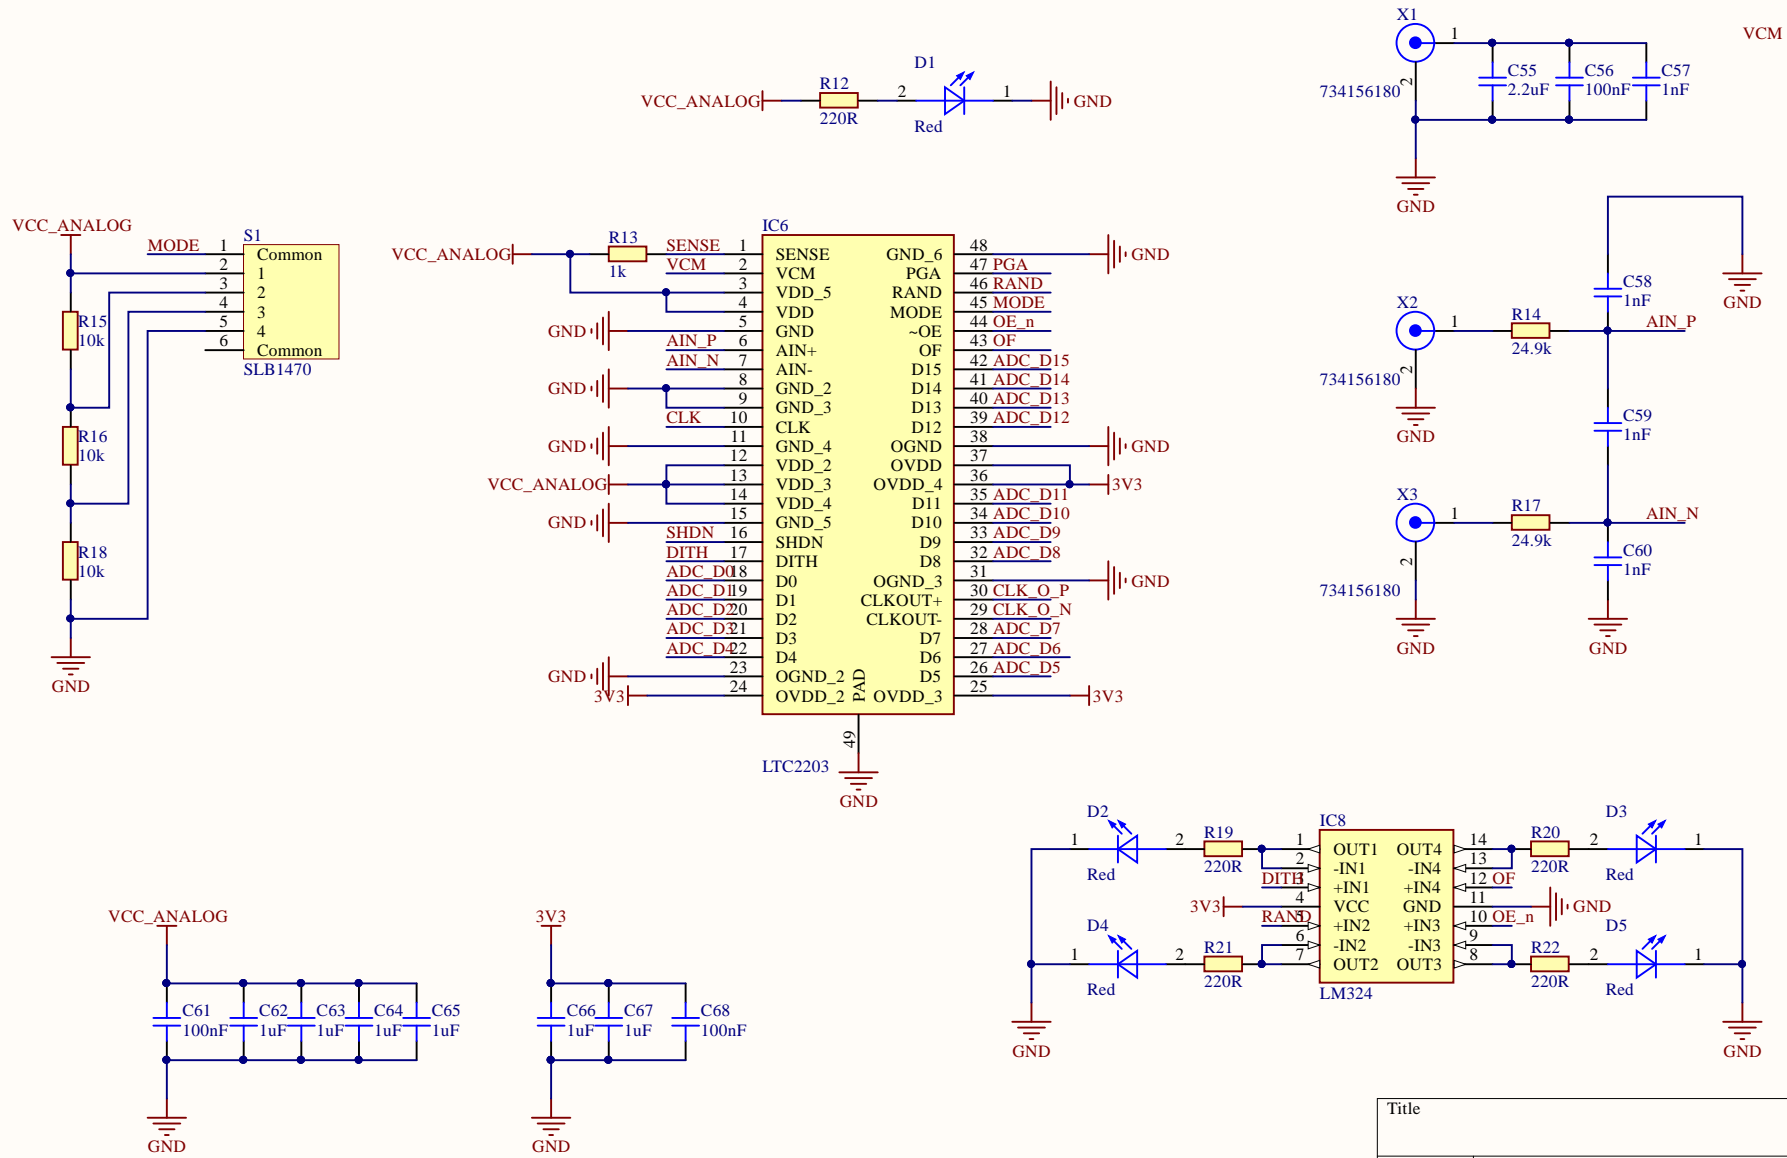 X1
1
VCM
2
734156180
C55
2.2uF
C56
100nF
C57
1nF
GND
D1
R12
2
1
VCC_ANALOG
GND
220R
Red
VCC_ANALOG
MODE
S1
1 Common
2 1
3 2
4 3
5 4
6 Common
SLB1470
R15
10k
R16
10k
R18
10k
GND
IC6
VCC_ANALOG
R13
1k
SENSE 1 SENSE
VCM 2 VCM
3 VDD_5
4 VDD
GND 5 GND
AIN_P 6 AIN+
AIN_N 7 AIN-
GND 8 GND_2
9 GND_3
CLK 10 CLK
GND 11 GND_4
12 VDD_2
VCC_ANALOG 13 VDD_3
14 VDD_4
GND 15 GND_5
SHDN 16 SHDN
DITH 17 DITH
ADC_D0 18 D0
ADC_D1 19 D1
ADC_D2 20 D2
ADC_D3 21 D3
ADC_D4 22 D4
GND 23 OGND_2
3V3 24 OVDD_2
PAD
49
GND
LTC2203
GND_6 48 GND
PGA 47 PGA
RAND 46 RAND
MODE 45 MODE
~OE 44 OE_n
OF 43 OF
D15 42 ADC_D15
D14 41 ADC_D14
D13 40 ADC_D13
D12 39 ADC_D12
OGND 38 GND
OVDD 37
OVDD_4 36 3V3
D11 35 ADC_D11
D10 34 ADC_D10
D9 33 ADC_D9
D8 32 ADC_D8
OGND_3 31 GND
CLKOUT+ 30 CLK_O_P
CLKOUT- 29 CLK_O_N
D7 28 ADC_D7
D6 27 ADC_D6
D5 26 ADC_D5
OVDD_3 25 3V3
GND
C58
1nF
X2
1
2
734156180
GND
R14
24.9k
AIN_P
C59
1nF
X3
1
2
734156180
GND
R17
24.9k
AIN_N
C60
1nF
GND
D2
1
2
Red
R19
220R
D4
1
2
Red
R21
220R
GND
IC8
1 OUT1
2 -IN1
DITH 3 +IN1
3V3 4 VCC
RAND 5 +IN2
6 -IN2
7 OUT2
LM324
OUT4 14
-IN4 13
+IN4 12 OF
GND 11 GND
+IN3 10 OE_n
-IN3 9
OUT3 8
R20
220R
D3
2
1
Red
R22
220R
D5
2
1
Red
GND
VCC_ANALOG
C61
100nF
C62
1uF
C63
1uF
C64
1uF
C65
1uF
GND
3V3
C66
1uF
C67
1uF
C68
100nF
GND
Title